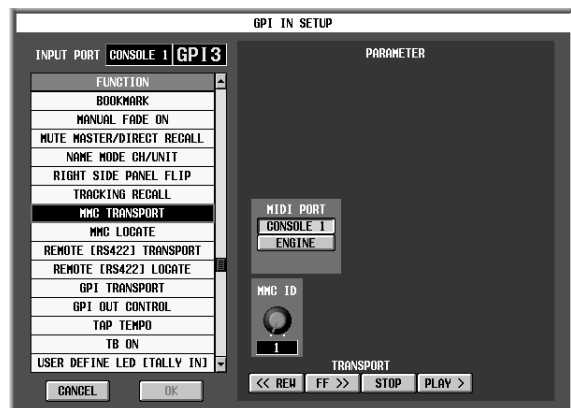 GPI IN SETUP
INPUT PORT CONSOLE 1 GPI3
FUNCTION
BOOKMARK
MANUAL FADE ON
MUTE MASTER/DIRECT RECALL
NAME MODE CH/UNIT
RIGHT SIDE PANEL FLIP
TRACKING RECALL
MMC TRANSPORT
MMC LOCATE
REMOTE [RS422] TRANSPORT
REMOTE [RS422] LOCATE
GPI TRANSPORT
GPI OUT CONTROL
TAP TEMPO
TB ON
USER DEFINE LED [TALLY IN]
CANCEL
OK
PARAMETER
MIDI PORT
CONSOLE 1
ENGINE
MMC ID
1
TRANSPORT
<< REW FF >> STOP PLAY >